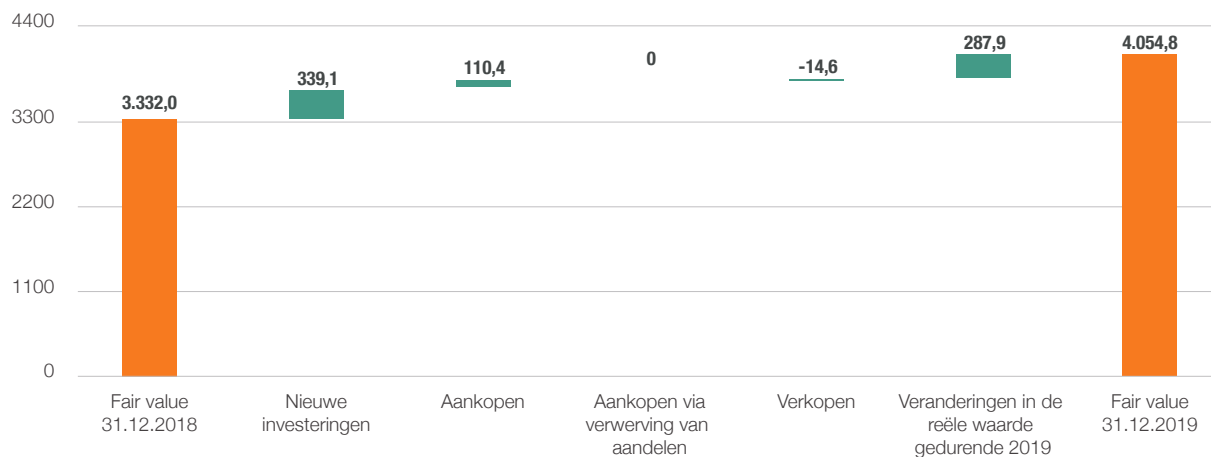 4400
3300
2200
1100
0
3.332,0
339,1
110,4
0
-14,6
287,9
4.054,8
Fair value
31.12.2018
Nieuwe
investeringen
Aankopen
Aankopen via
verwerving van
aandelen
Verkopen
Veranderingen in de
reële waarde
gedurende 2019
Fair value
31.12.2019